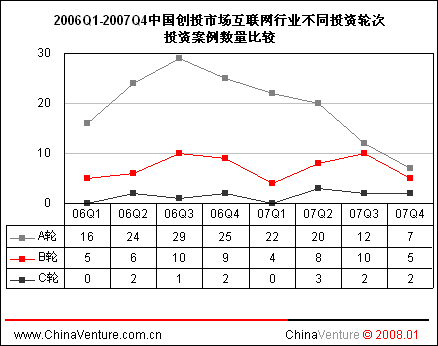 2006Q1-2007Q4中国创投市场互联网行业不同投资轮次
投资案例数量比较
30
20
10
0
06Q1 06Q2 06Q3 06Q4 07Q1 07Q2 07Q3 07Q4
A轮 16 24 29 25 22 20 12 7
B轮 5 6 10 9 4 8 10 5
C轮 0 2 1 2 0 3 2 2
www.ChinaVenture.com.cn ChinaVenture © 2008.01